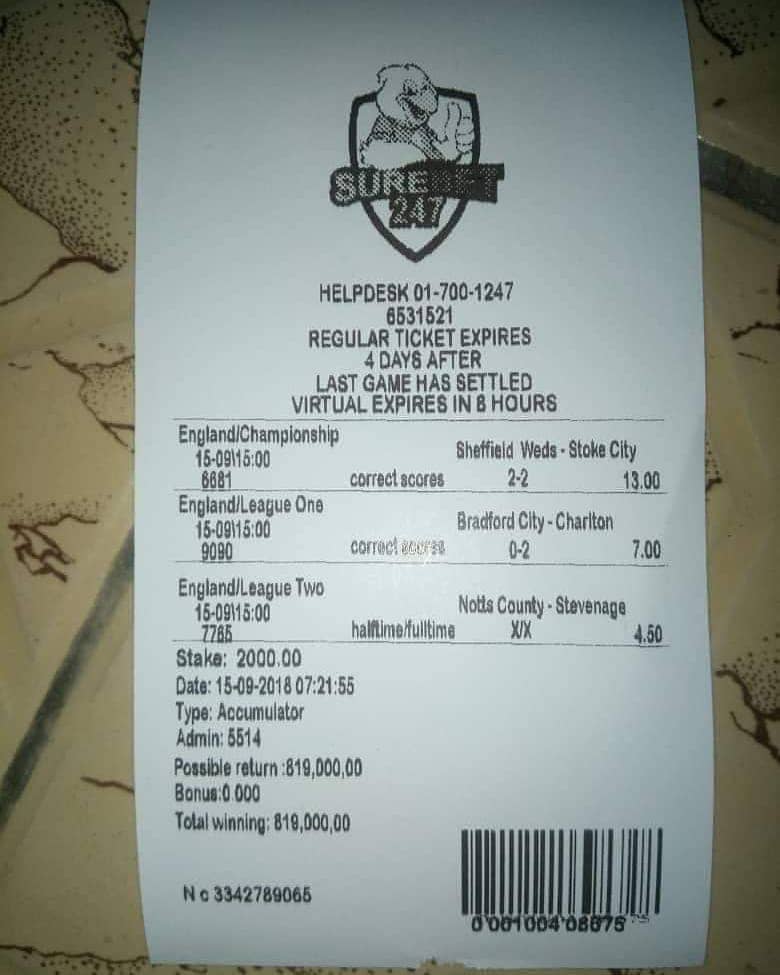 SUREBET
247
HELPDESK 01-700-1247
6531521
REGULAR TICKET EXPIRES
4 DAYS AFTER
LAST GAME HAS SETTLED
VIRTUAL EXPIRES IN 8 HOURS
England/Championship
Sheffield Weds - Stoke City
15-09\15:00
8681 correct scores 2-2 13.00
England/League One
Bradford City - Charlton
15-09\15:00
9090 correct scores 0-2 7.00
England/League Two
Notts County - Stevenage
15-09\15:00
7765 halftime/fulltime X/X 4.50
Stake: 2000.00
Date: 15-09-2018 07:21:55
Type: Accumulator
Admin: 5514
Possible return :819,000,00
Bonus:0.000
Total winning: 819,000,00
N c 3342789065
0 001004 08675